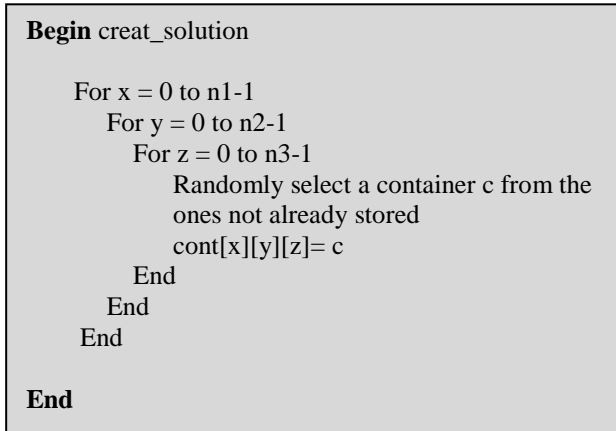 Begin creat_solution
For x = 0 to n1-1
For y = 0 to n2-1
For z = 0 to n3-1
Randomly select a container c from the
ones not already stored
cont[x][y][z]= c
End
End
End
End